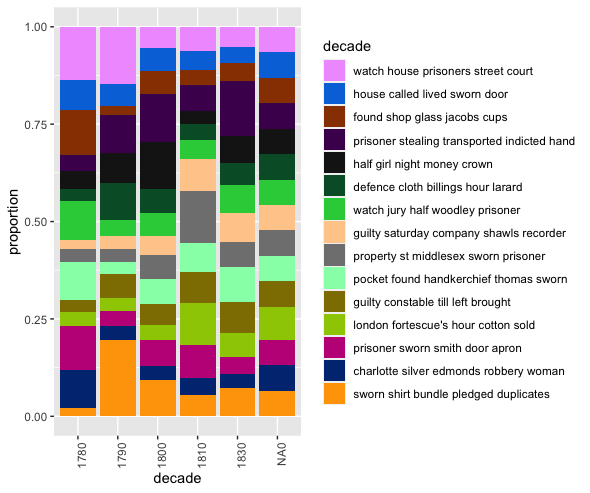 1.00
0.75
0.50
0.25
0.00
proportion
1780
1790
1800
1810
1830
NA0
decade
decade
watch house prisoners street court
house called lived sworn door
found shop glass jacobs cups
prisoner stealing transported indicted hand
half girl night money crown
defence cloth billings hour larard
watch jury half woodley prisoner
guilty saturday company shawls recorder
property st middlesex sworn prisoner
pocket found handkerchief thomas sworn
guilty constable till left brought
london fortescue's hour cotton sold
prisoner sworn smith door apron
charlotte silver edmonds robbery woman
sworn shirt bundle pledged duplicates